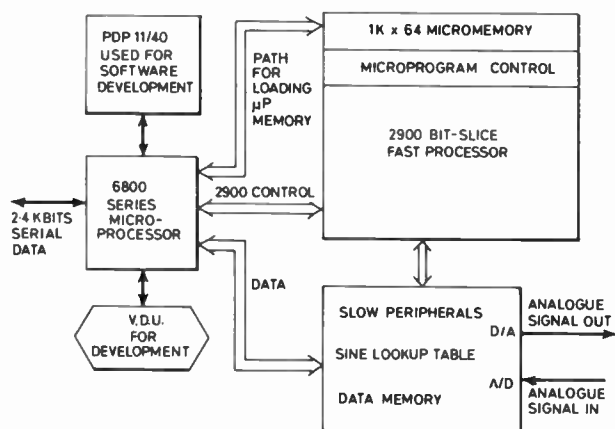 PDP 11/40
USED FOR
SOFTWARE
DEVELOPMENT
PATH
FOR
LOADING
μP
MEMORY
1K x 64 MICROMEMORY
MICROPROGRAM CONTROL
2900 BIT-SLICE
FAST PROCESSOR
6800
SERIES
MICRO-
PROCESSOR
2900 CONTROL
2·4 KBITS
SERIAL
DATA
DATA
V.D.U.
FOR
DEVELOPMENT
SLOW PERIPHERALS
D/A
SINE LOOKUP TABLE
A/D
DATA MEMORY
ANALOGUE
SIGNAL OUT
ANALOGUE
SIGNAL IN